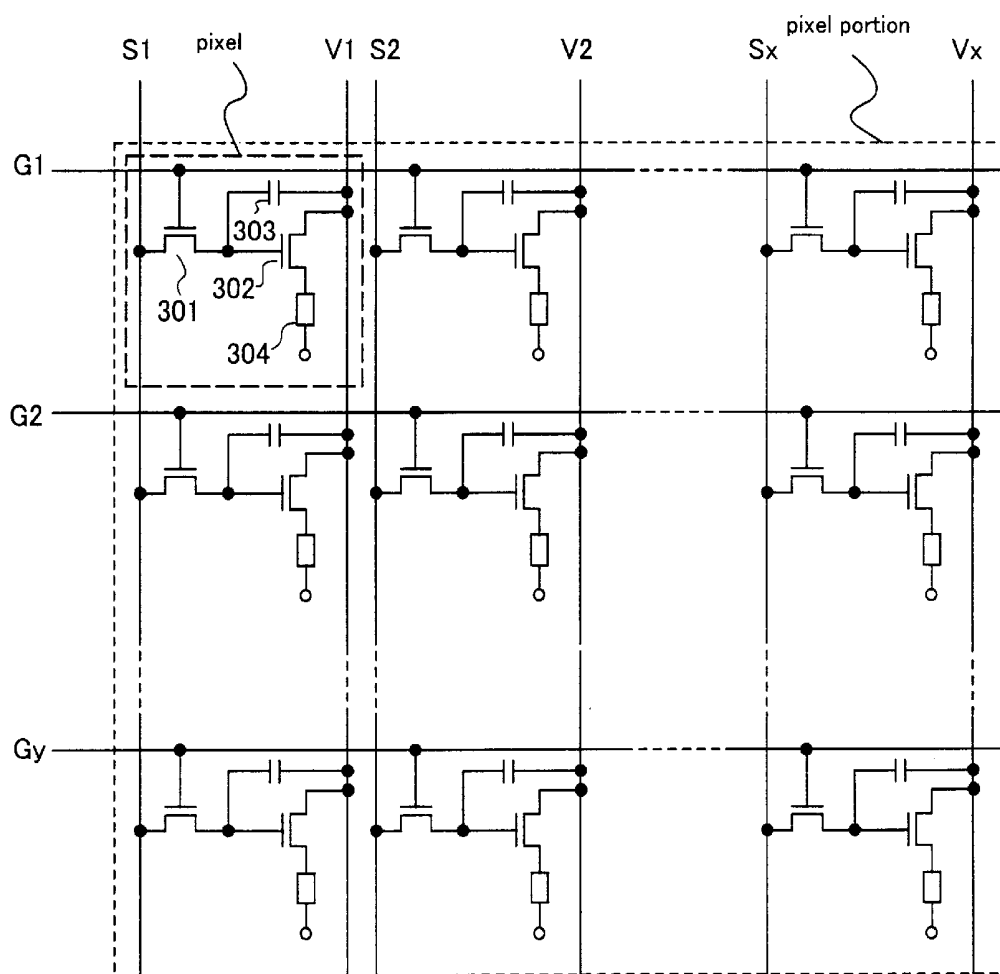 pixel portion
pixel
S1 V1 S2 V2 Sx Vx
G1
303
302
301
304
G2
Gy